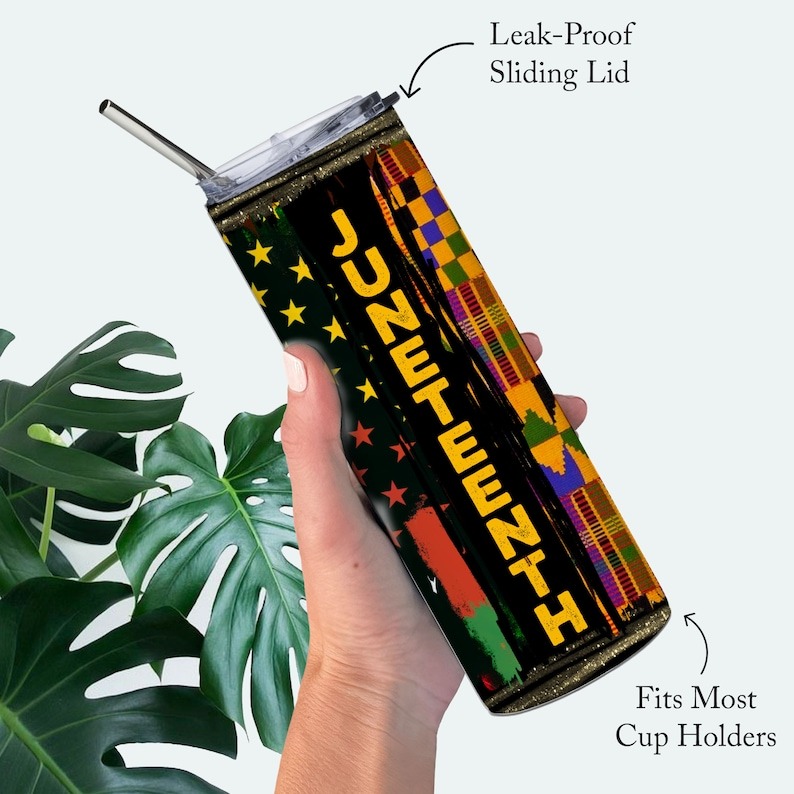 Leak-Proof
Sliding Lid
JUNETEENTH
Fits Most
Cup Holders